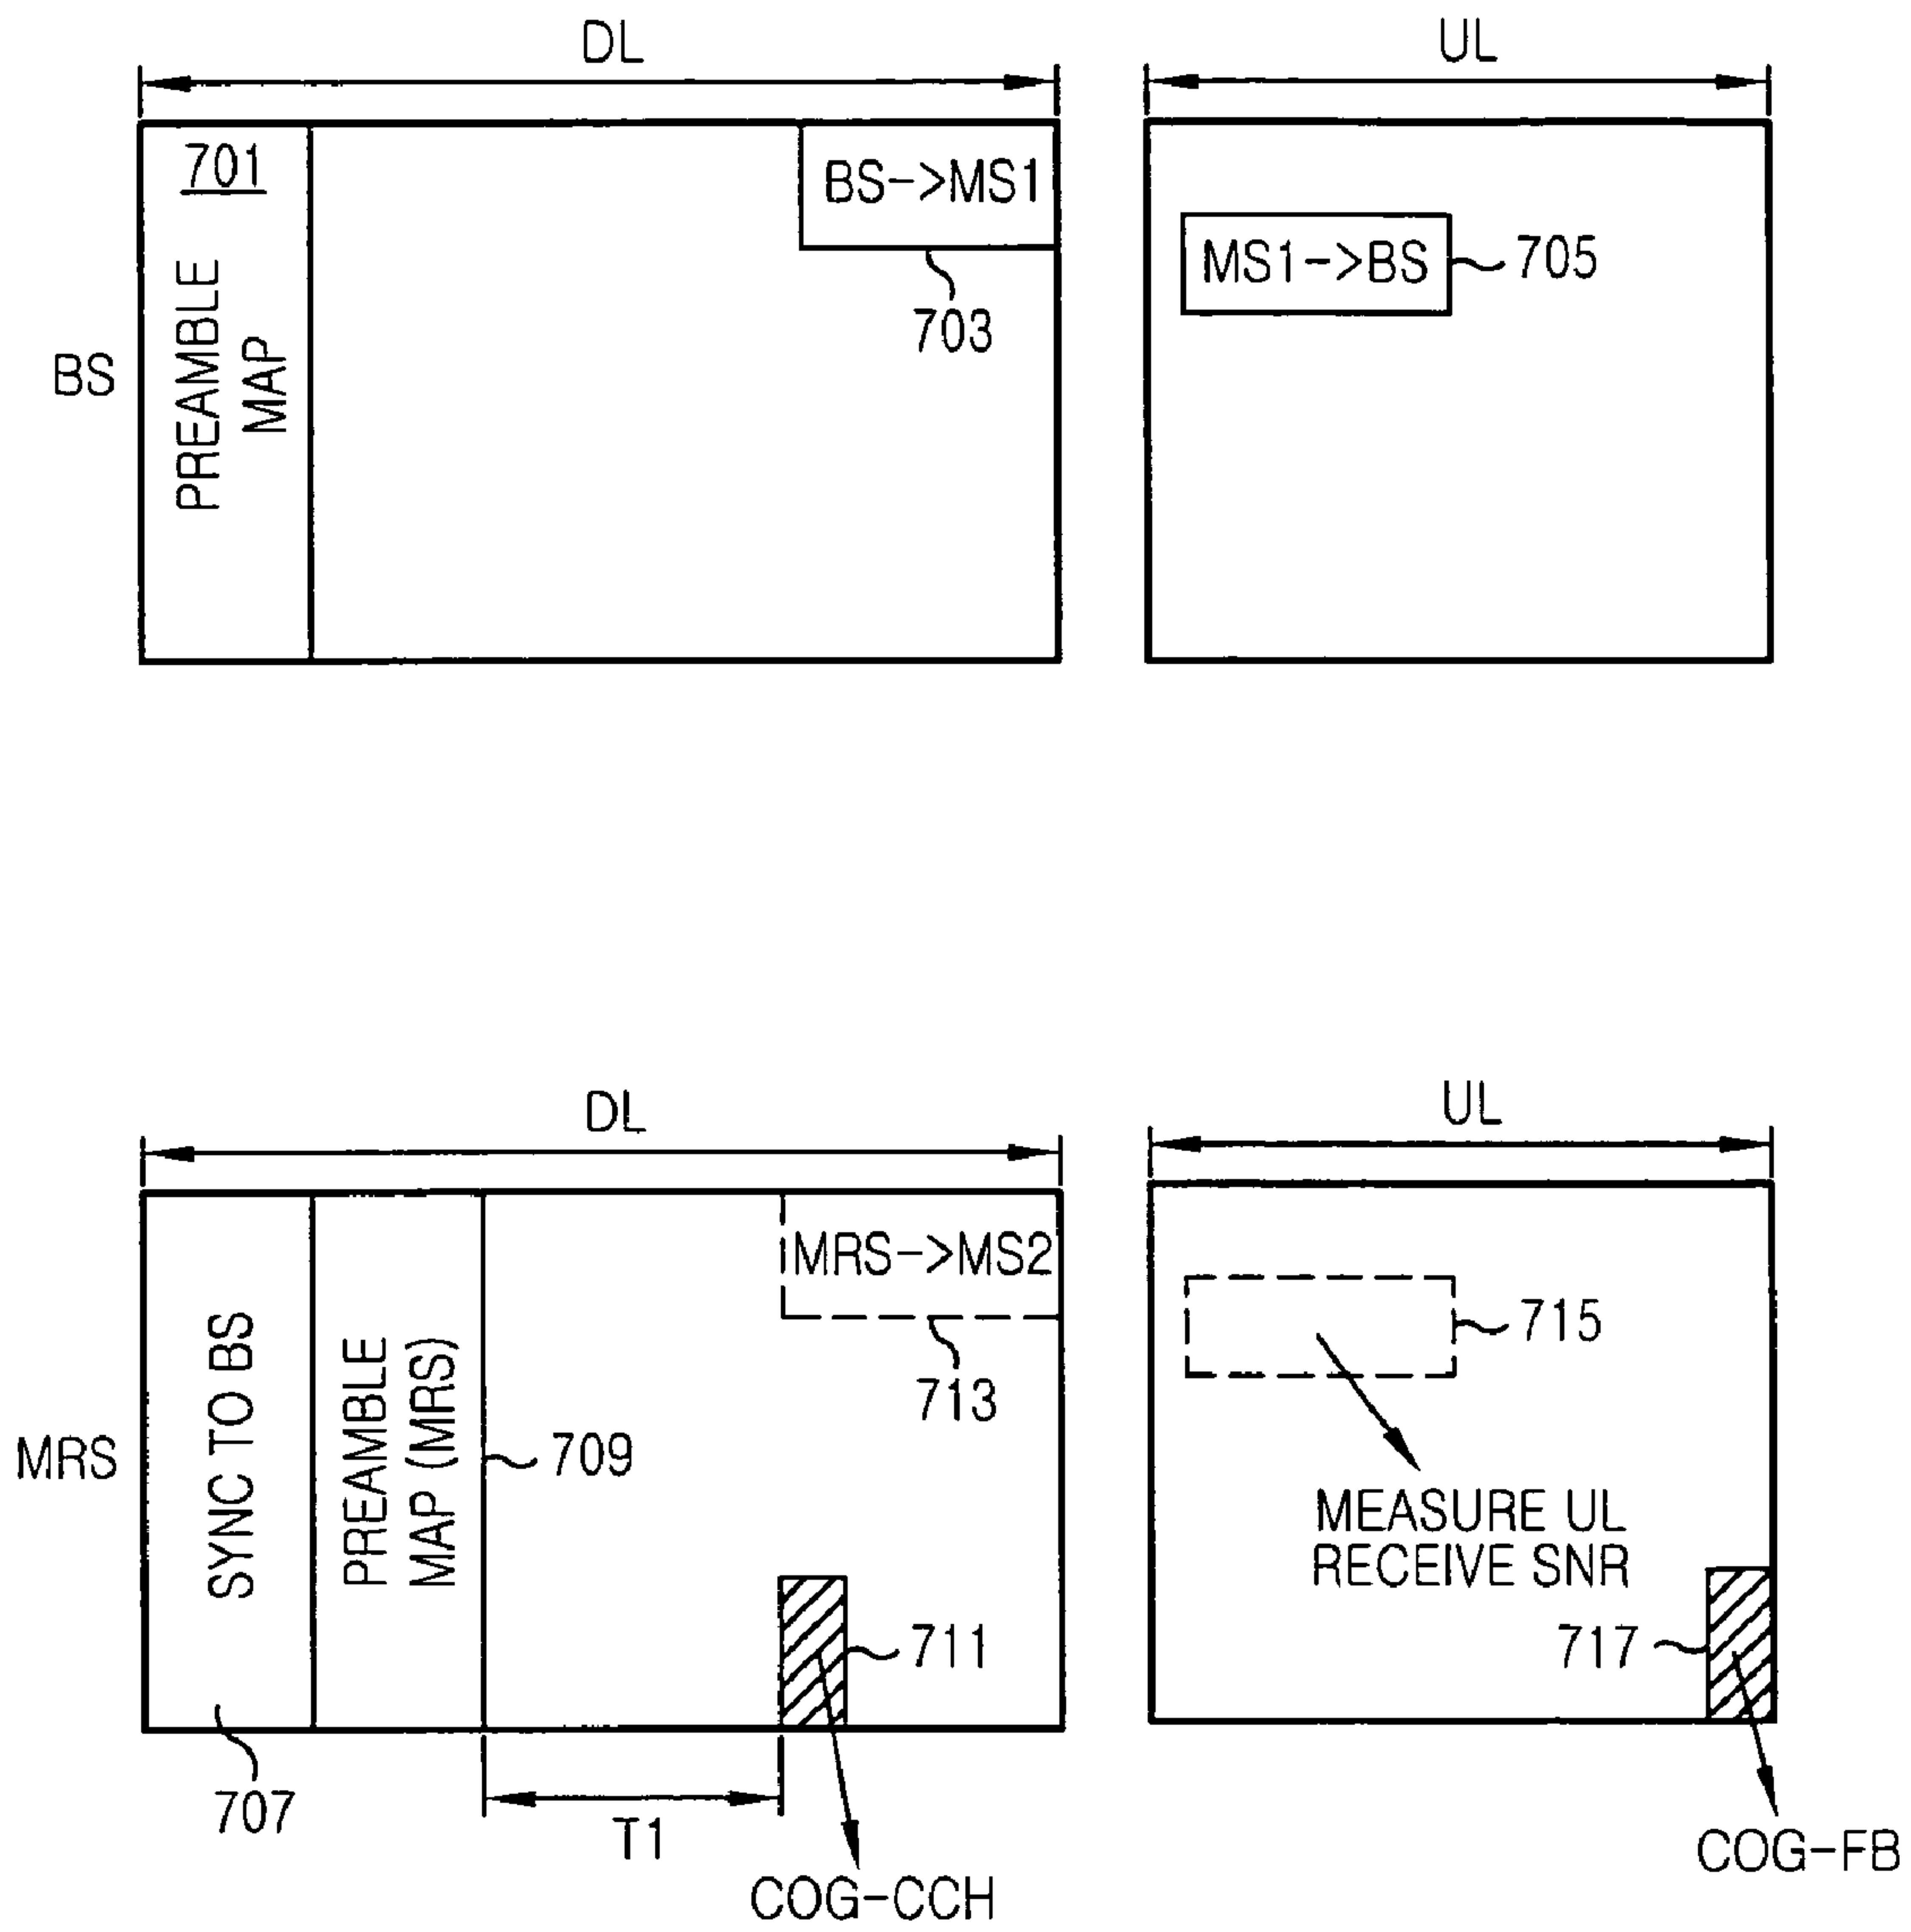 DL
UL
701
BS->MS1
MS1->BS
705
703
BS
PREAMBLE
MAP
DL
UL
MRS->MS2
715
713
MRS
SYNC TO BS
PREAMBLE
MAP (MRS)
709
MEASURE UL
RECEIVE SNR
711
717
707
T1
COG-CCH
COG-FB